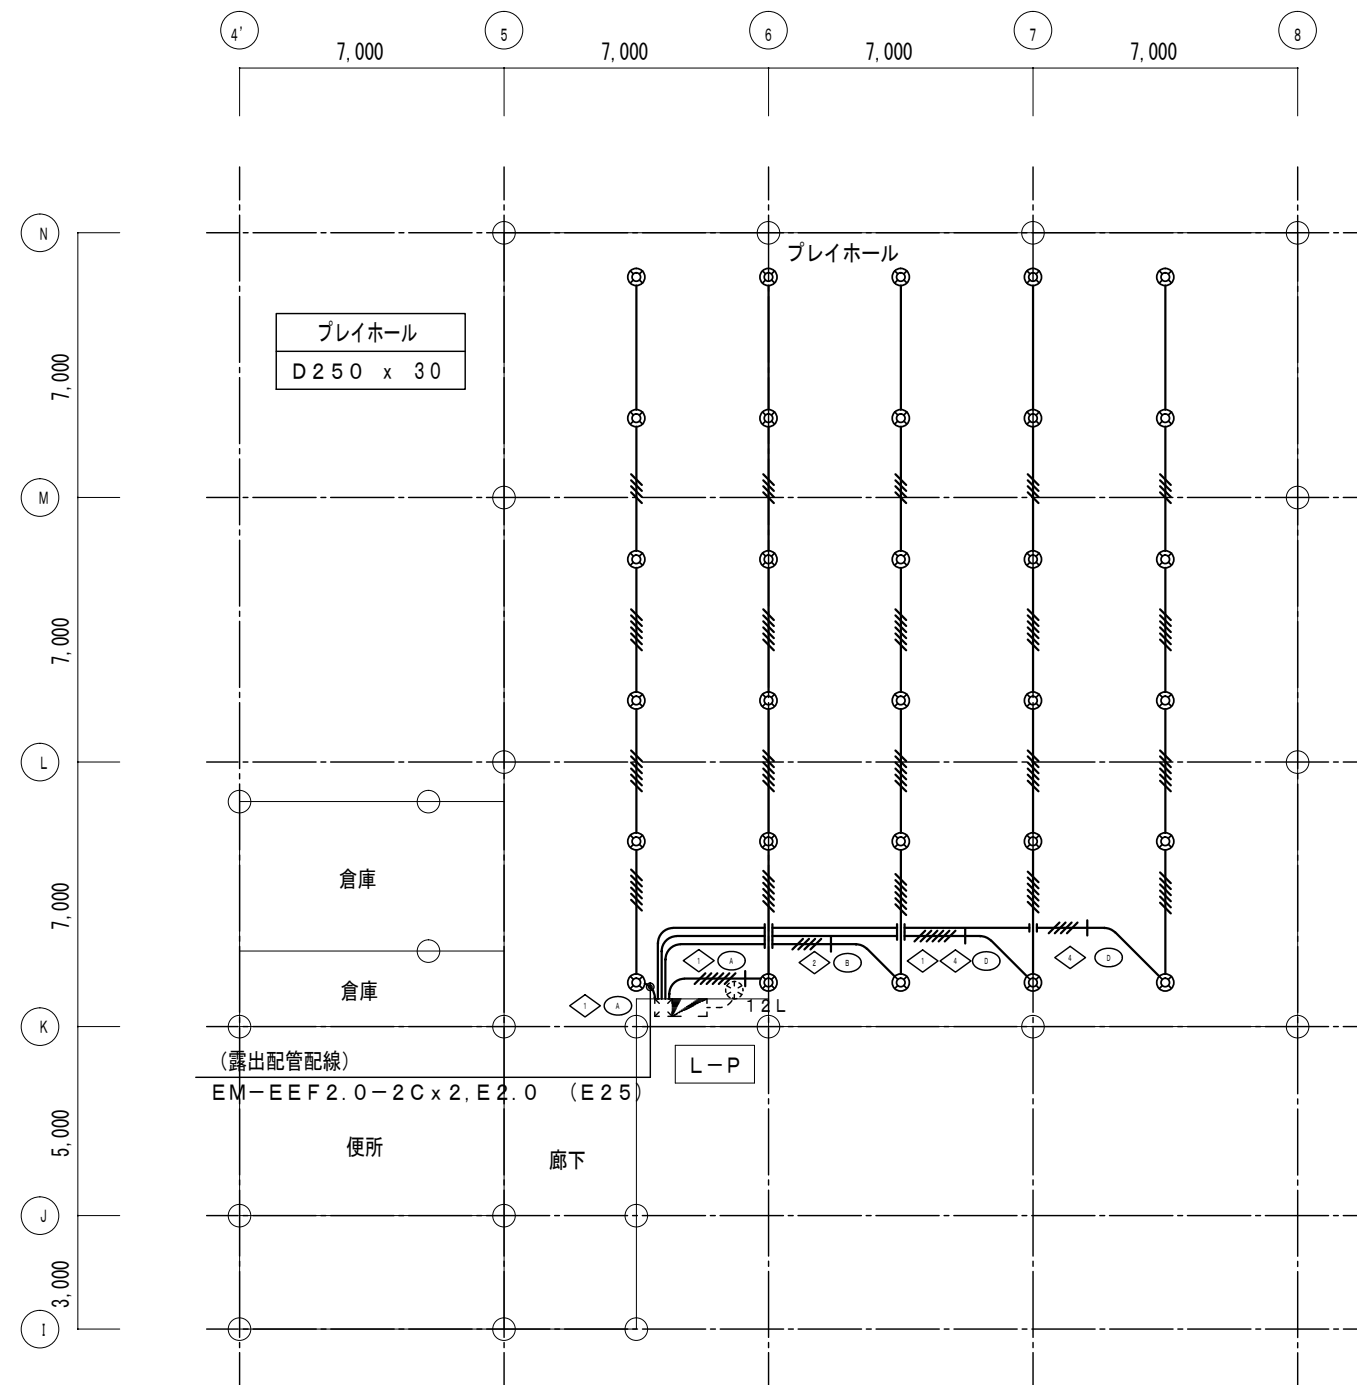 4' 5 6 7 8
7,000 7,000 7,000 7,000
N
プレイホール
プレイホール
D250 x 30
7,000
M
7,000
L
倉庫
7,000
1 A 2 B 1 4 D 4 D
倉庫
1 A
12L
K
(露出配管配線)
L-P
EM-EEF2.0-2Cx2,E2.0 (E25)
5,000
便所
廊下
J
3,000
I